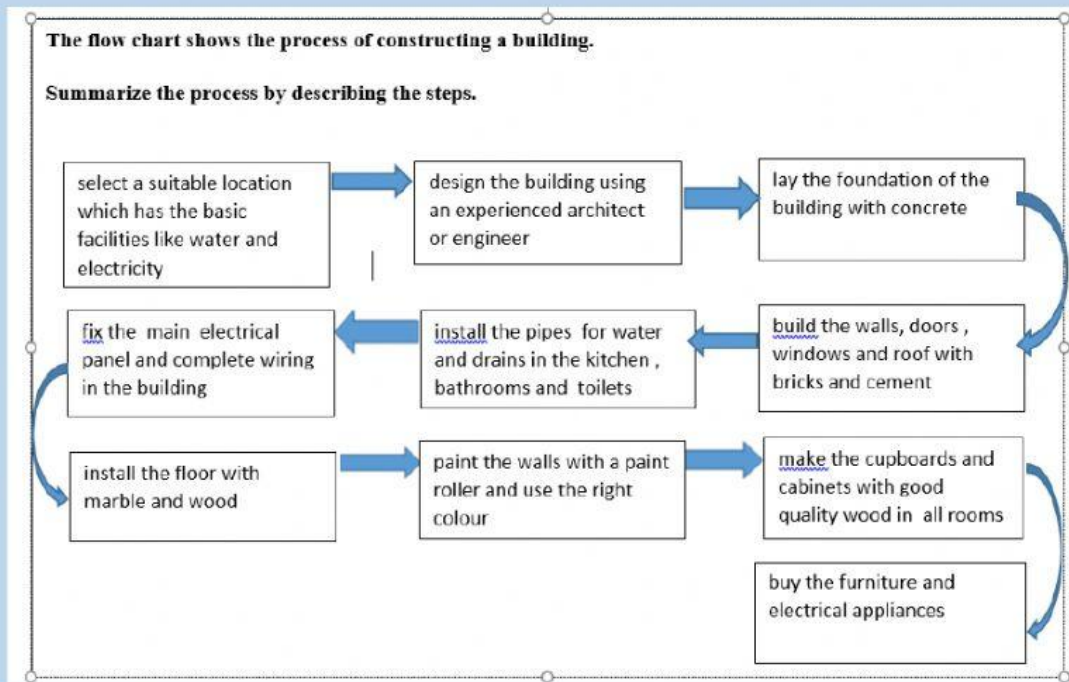 The flow chart shows the process of constructing a building.
Summarize the process by describing the steps.
select a suitable location
which has the basic
facilities like water and
electricity
design the building using
an experienced architect
or engineer
lay the foundation of the
building with concrete
build the walls, doors ,
windows and roof with
bricks and cement
install the pipes for water
and drains in the kitchen ,
bathrooms and toilets
fix the main electrical
panel and complete wiring
in the building
install the floor with
marble and wood
paint the walls with a paint
roller and use the right
colour
make the cupboards and
cabinets with good
quality wood in all rooms
buy the furniture and
electrical appliances